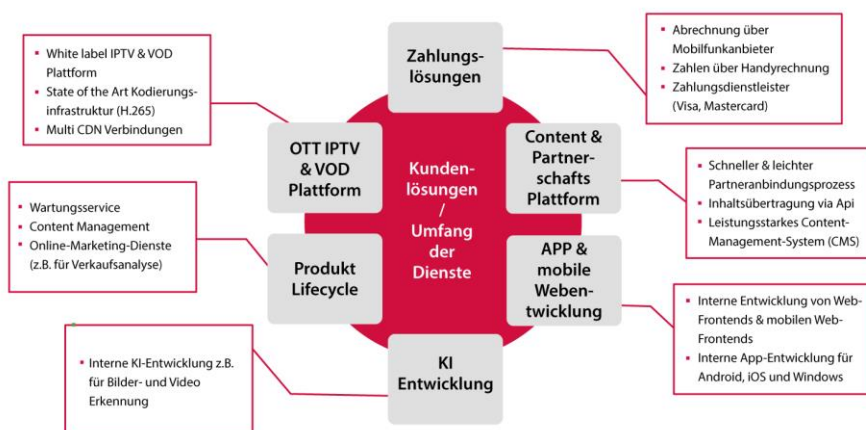 Zahlungs-
lösungen
▪ Abrechnung über
Mobilfunkanbieter
▪ Zahlen über Handyrechnung
▪ Zahlungsdienstleister
(Visa, Mastercard)
▪ White label IPTV & VOD
Plattform
▪ State of the Art Kodierungs-
infrastruktur (H.265)
▪ Multi CDN Verbindungen
OTT IPTV
& VOD
Plattform
Kunden-
lösungen
/
Umfang
der
Dienste
Content &
Partner-
schafts
Plattform
▪ Schneller & leichter
Partneranbindungsprozess
▪ Inhaltsübertragung via Api
▪ Leistungsstarkes Content-
Management-System (CMS)
▪ Wartungsservice
▪ Content Management
▪ Online-Marketing-Dienste
(z.B. für Verkaufsanalyse)
Produkt
Lifecycle
APP &
mobile
Webent-
wicklung
▪ Interne Entwicklung von Web-
Frontends & mobilen Web-
Frontends
▪ Interne App-Entwicklung für
Android, iOS und Windows
▪ Interne KI-Entwicklung z.B.
für Bilder- und Video
Erkennung
KI
Entwicklung